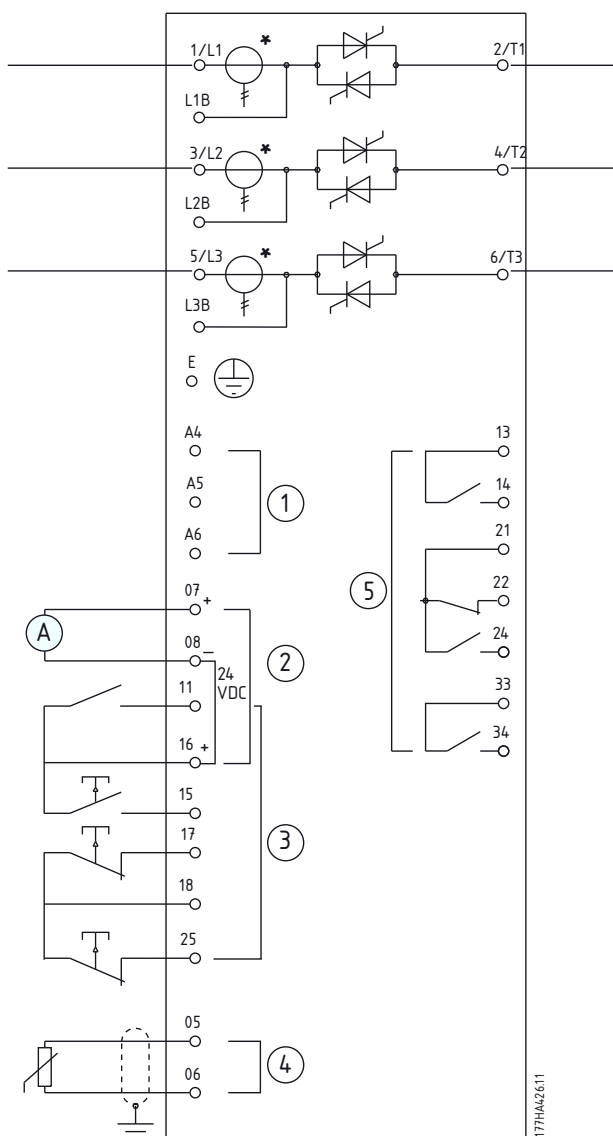 *
1/L1
2/T1
L1B
*
3/L2
4/T2
L2B
*
5/L3
6/T3
L3B
E
A4
A5
A6
1
13
14
21
22
24
33
34
5
07 +
08 –
24
VDC
2
A
11
16 +
15
17
18
25
3
05
06
4
177HA426.11